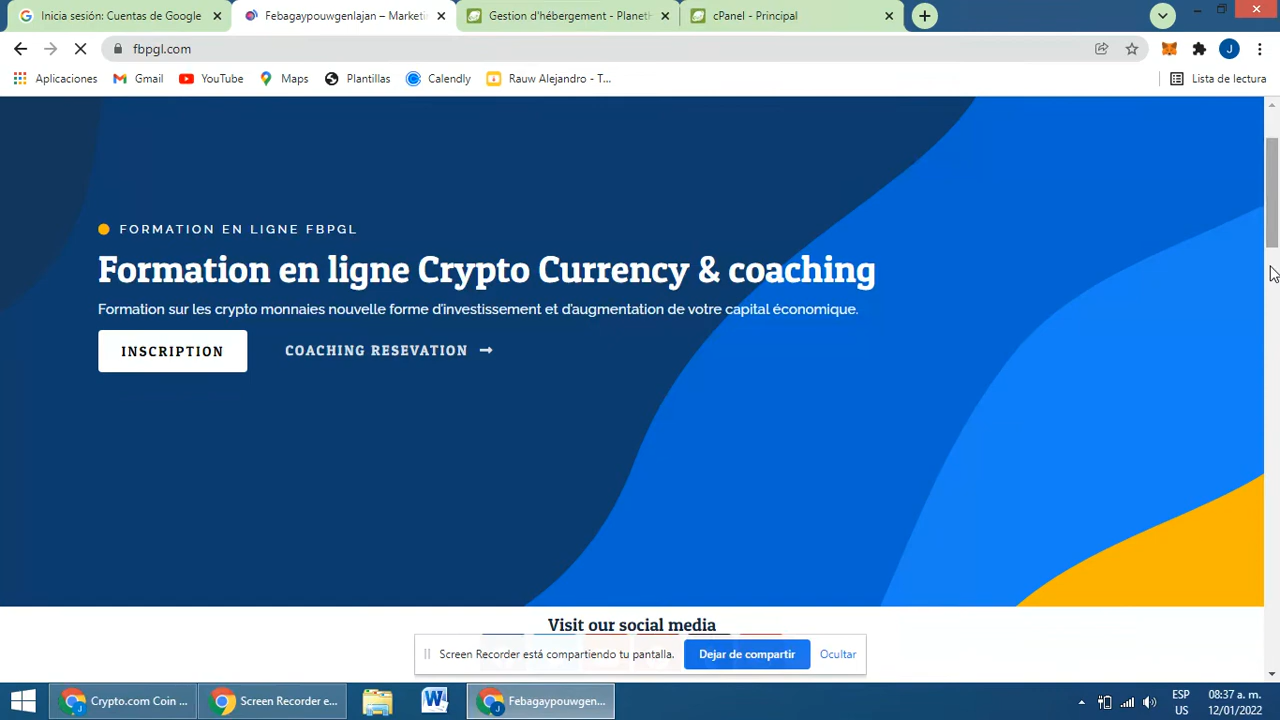 Inicia sesión: Cuentas de Google
Febagaypouwgenlajan – Marketi
Gestion d'hébergement - PlanetH
cPanel - Principal
fbpgl.com
J
Aplicaciones
Gmail
YouTube
Maps
Plantillas
Calendly
Rauw Alejandro - T...
Lista de lectura
FORMATION EN LIGNE FBPGL
Formation en ligne Crypto Currency & coaching
Formation sur les crypto monnaies nouvelle forme d'investissement et d'augmentation de votre capital économique.
INSCRIPTION
COACHING RESEVATION →
Visit our social media
Screen Recorder está compartiendo tu pantalla.
Dejar de compartir
Ocultar
Crypto.com Coin ...
Screen Recorder e...
Febagaypouwgen...
ESP
US
08:37 a. m.
12/01/2022